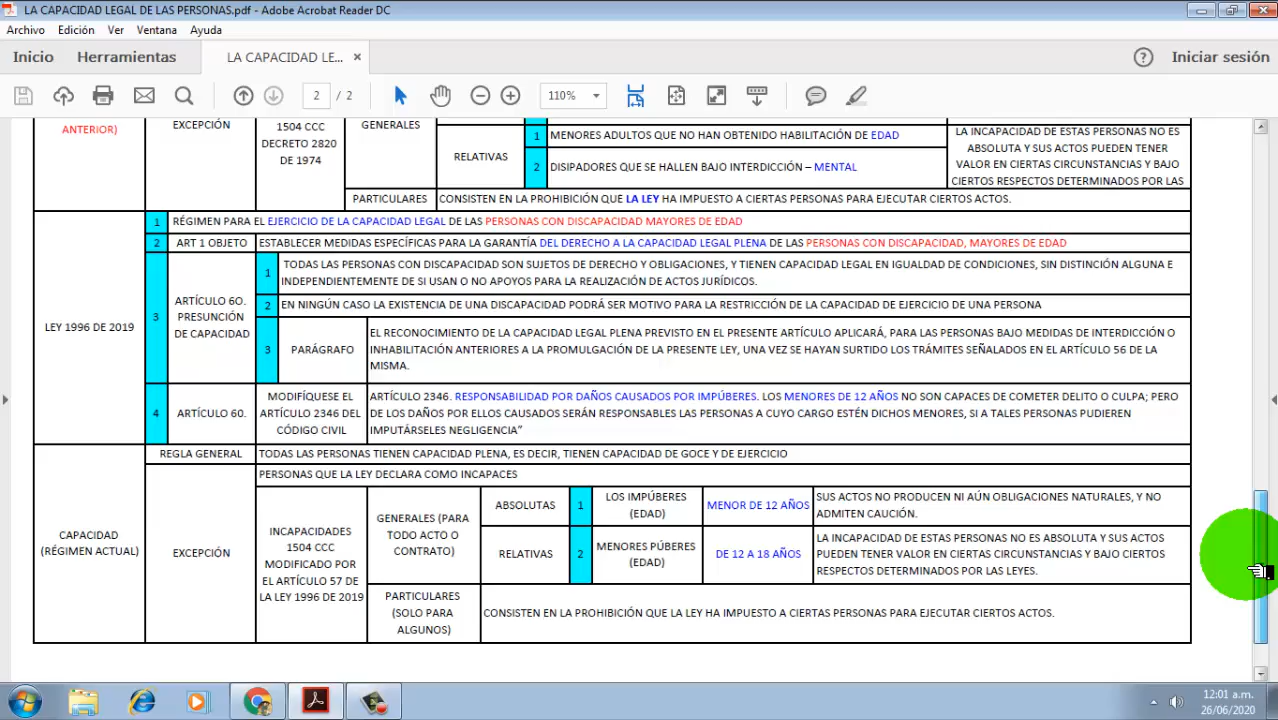 LA CAPACIDAD LEGAL DE LAS PERSONAS.pdf - Adobe Acrobat Reader DC
Archivo Edición Ver Ventana Ayuda
Inicio Herramientas LA CAPACIDAD LE... × Iniciar sesión
2 / 2 110%
ANTERIOR)
EXCEPCIÓN
1504 CCC
DECRETO 2820
DE 1974
GENERALES
RELATIVAS
1 MENORES ADULTOS QUE NO HAN OBTENIDO HABILITACIÓN DE EDAD
2 DISIPADORES QUE SE HALLEN BAJO INTERDICCIÓN – MENTAL
LA INCAPACIDAD DE ESTAS PERSONAS NO ES
ABSOLUTA Y SUS ACTOS PUEDEN TENER
VALOR EN CIERTAS CIRCUNSTANCIAS Y BAJO
CIERTOS RESPECTOS DETERMINADOS POR LAS
PARTICULARES CONSISTEN EN LA PROHIBICIÓN QUE LA LEY HA IMPUESTO A CIERTAS PERSONAS PARA EJECUTAR CIERTOS ACTOS.
LEY 1996 DE 2019
1 RÉGIMEN PARA EL EJERCICIO DE LA CAPACIDAD LEGAL DE LAS PERSONAS CON DISCAPACIDAD MAYORES DE EDAD
2 ART 1 OBJETO ESTABLECER MEDIDAS ESPECÍFICAS PARA LA GARANTÍA DEL DERECHO A LA CAPACIDAD LEGAL PLENA DE LAS PERSONAS CON DISCAPACIDAD, MAYORES DE EDAD
3
ARTÍCULO 6O.
PRESUNCIÓN
DE CAPACIDAD
1 TODAS LAS PERSONAS CON DISCAPACIDAD SON SUJETOS DE DERECHO Y OBLIGACIONES, Y TIENEN CAPACIDAD LEGAL EN IGUALDAD DE CONDICIONES, SIN DISTINCIÓN ALGUNA E
INDEPENDIENTEMENTE DE SI USAN O NO APOYOS PARA LA REALIZACIÓN DE ACTOS JURÍDICOS.
2 EN NINGÚN CASO LA EXISTENCIA DE UNA DISCAPACIDAD PODRÁ SER MOTIVO PARA LA RESTRICCIÓN DE LA CAPACIDAD DE EJERCICIO DE UNA PERSONA
3 PARÁGRAFO
EL RECONOCIMIENTO DE LA CAPACIDAD LEGAL PLENA PREVISTO EN EL PRESENTE ARTÍCULO APLICARÁ, PARA LAS PERSONAS BAJO MEDIDAS DE INTERDICCIÓN O
INHABILITACIÓN ANTERIORES A LA PROMULGACIÓN DE LA PRESENTE LEY, UNA VEZ SE HAYAN SURTIDO LOS TRÁMITES SEÑALADOS EN EL ARTÍCULO 56 DE LA
MISMA.
4 ARTÍCULO 60.
MODIFÍQUESE EL
ARTÍCULO 2346 DEL
CÓDIGO CIVIL
ARTÍCULO 2346. RESPONSABILIDAD POR DAÑOS CAUSADOS POR IMPÚBERES. LOS MENORES DE 12 AÑOS NO SON CAPACES DE COMETER DELITO O CULPA; PERO
DE LOS DAÑOS POR ELLOS CAUSADOS SERÁN RESPONSABLES LAS PERSONAS A CUYO CARGO ESTÉN DICHOS MENORES, SI A TALES PERSONAS PUDIEREN
IMPUTÁRSELES NEGLIGENCIA”
CAPACIDAD
(RÉGIMEN ACTUAL)
REGLA GENERAL TODAS LAS PERSONAS TIENEN CAPACIDAD PLENA, ES DECIR, TIENEN CAPACIDAD DE GOCE Y DE EJERCICIO
EXCEPCIÓN
PERSONAS QUE LA LEY DECLARA COMO INCAPACES
INCAPACIDADES
1504 CCC
MODIFICADO POR
EL ARTÍCULO 57 DE
LA LEY 1996 DE 2019
GENERALES (PARA
TODO ACTO O
CONTRATO)
ABSOLUTAS 1
LOS IMPÚBERES
(EDAD)
MENOR DE 12 AÑOS
SUS ACTOS NO PRODUCEN NI AÚN OBLIGACIONES NATURALES, Y NO
ADMITEN CAUCIÓN.
RELATIVAS 2
MENORES PÚBERES
(EDAD)
DE 12 A 18 AÑOS
LA INCAPACIDAD DE ESTAS PERSONAS NO ES ABSOLUTA Y SUS ACTOS
PUEDEN TENER VALOR EN CIERTAS CIRCUNSTANCIAS Y BAJO CIERTOS
RESPECTOS DETERMINADOS POR LAS LEYES.
PARTICULARES
(SOLO PARA
ALGUNOS)
CONSISTEN EN LA PROHIBICIÓN QUE LA LEY HA IMPUESTO A CIERTAS PERSONAS PARA EJECUTAR CIERTOS ACTOS.
12:01 a.m.
26/06/2020